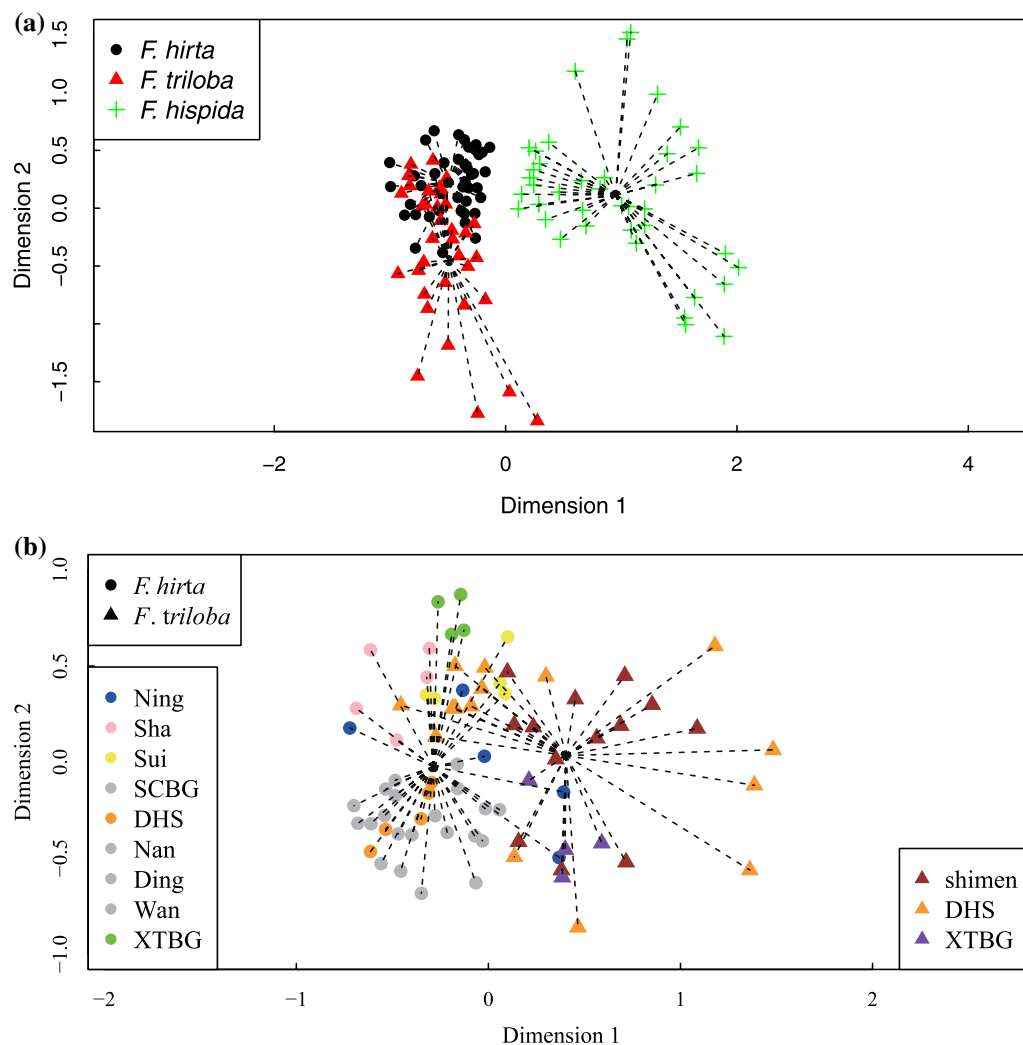 (a)
F. hirta
F. triloba
F. hispida
1.5
1.0
0.5
0.0
−0.5
−1.5
Dimension 2
−2
0
2
4
Dimension 1
(b)
F. hirta
F. triloba
Ning
Sha
Sui
SCBG
DHS
Nan
Ding
Wan
XTBG
shimen
DHS
XTBG
1.0
0.5
0.0
−0.5
−1.0
Dimension 2
−2
−1
0
1
2
Dimension 1